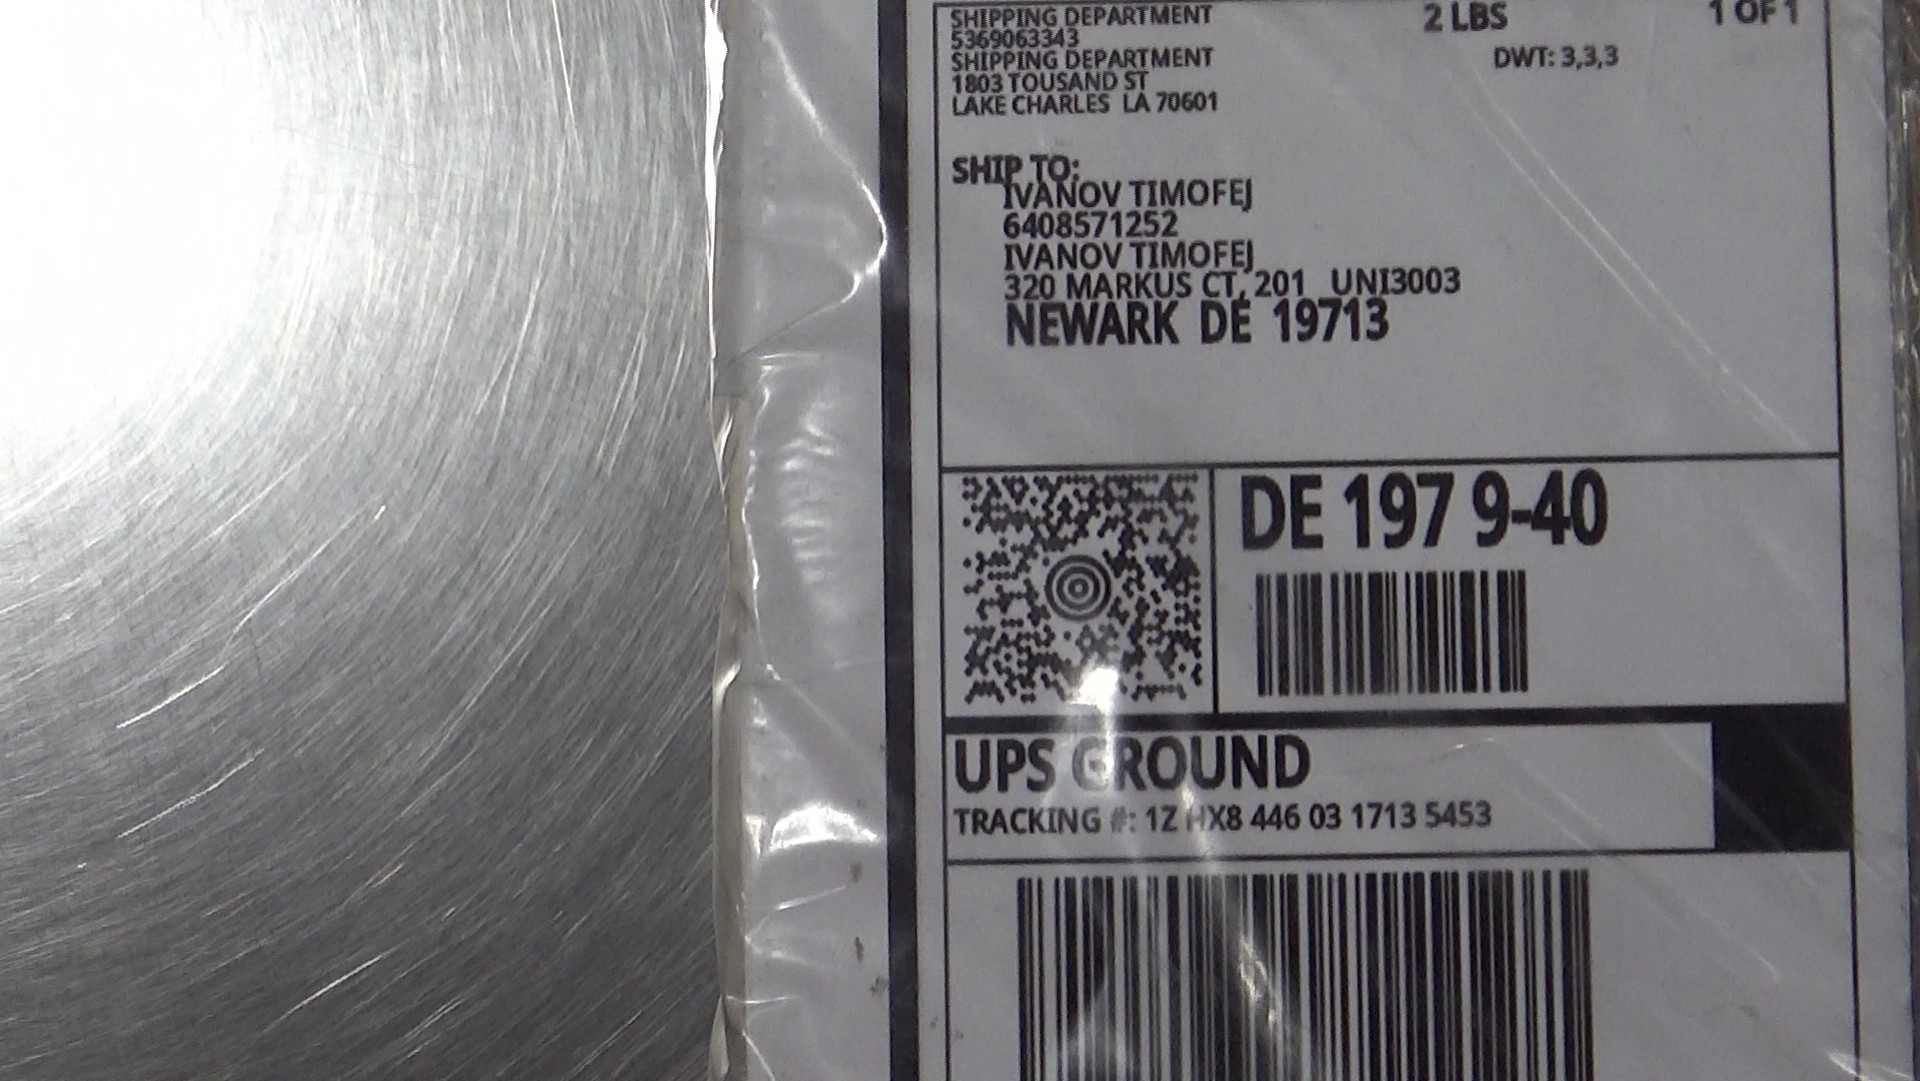 SHIPPING DEPARTMENT
5369063343
SHIPPING DEPARTMENT
1803 TOUSAND ST
LAKE CHARLES LA 70601
2 LBS
1 OF 1
DWT: 3,3,3
SHIP TO:
IVANOV TIMOFEJ
6408571252
IVANOV TIMOFEJ
320 MARKUS CT, 201 UNI3003
NEWARK DE 19713
DE 197 9-40
UPS GROUND
TRACKING #: 1Z HX8 446 03 1713 5453